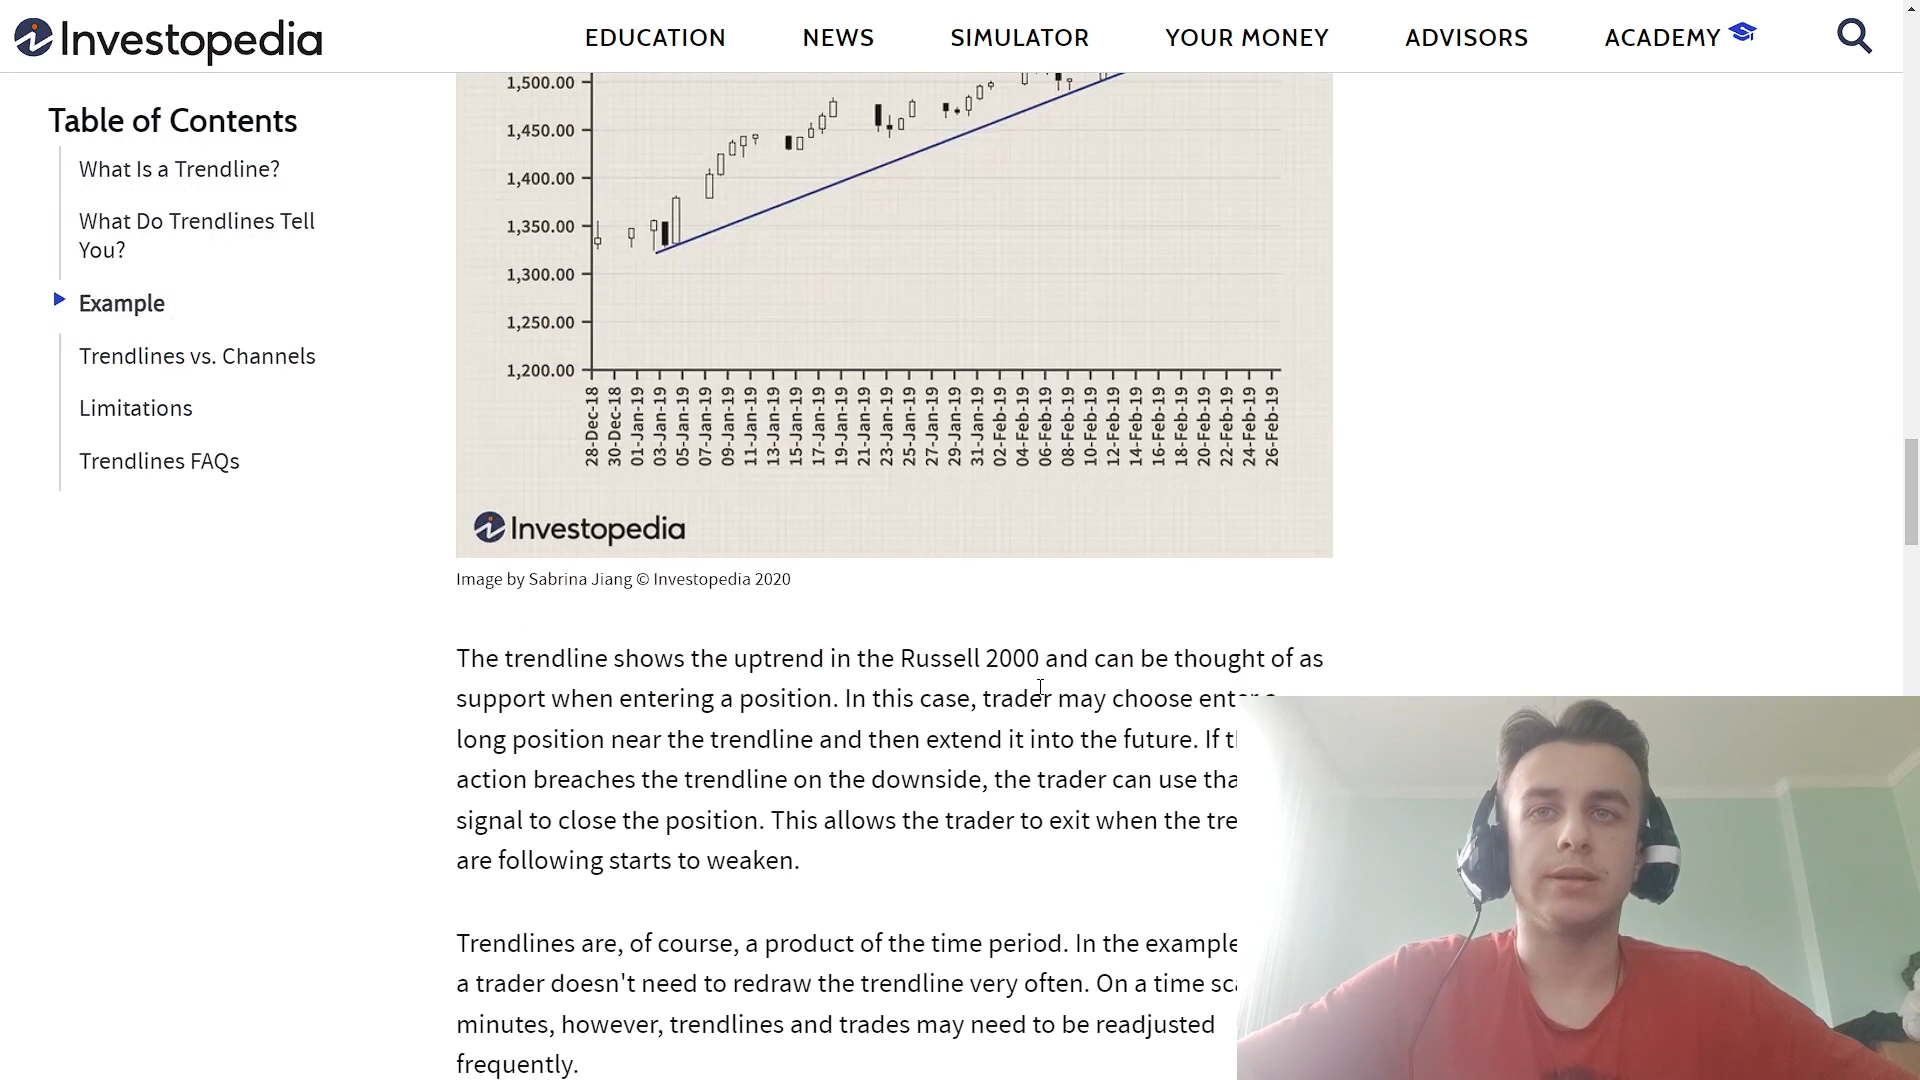 Investopedia
EDUCATION NEWS SIMULATOR YOUR MONEY ADVISORS ACADEMY
Table of Contents
What Is a Trendline?
What Do Trendlines Tell
You?
Example
Trendlines vs. Channels
Limitations
Trendlines FAQs
1,500.00
1,450.00
1,400.00
1,350.00
1,300.00
1,250.00
1,200.00
28-Dec-18
30-Dec-18
01-Jan-19
03-Jan-19
05-Jan-19
07-Jan-19
09-Jan-19
11-Jan-19
13-Jan-19
15-Jan-19
17-Jan-19
19-Jan-19
21-Jan-19
23-Jan-19
25-Jan-19
27-Jan-19
29-Jan-19
31-Jan-19
02-Feb-19
04-Feb-19
06-Feb-19
08-Feb-19
10-Feb-19
12-Feb-19
14-Feb-19
16-Feb-19
18-Feb-19
20-Feb-19
22-Feb-19
24-Feb-19
26-Feb-19
Investopedia
Image by Sabrina Jiang © Investopedia 2020
The trendline shows the uptrend in the Russell 2000 and can be thought of as
support when entering a position. In this case, trader may choose
long position near the trendline and then extend it into the future. If
action breaches the trendline on the downside, the trader can use
signal to close the position. This allows the trader to exit when the
are following starts to weaken.
Trendlines are, of course, a product of the time period. In the example
a trader doesn't need to redraw the trendline very often. On a time
minutes, however, trendlines and trades may need to be readjusted
frequently.